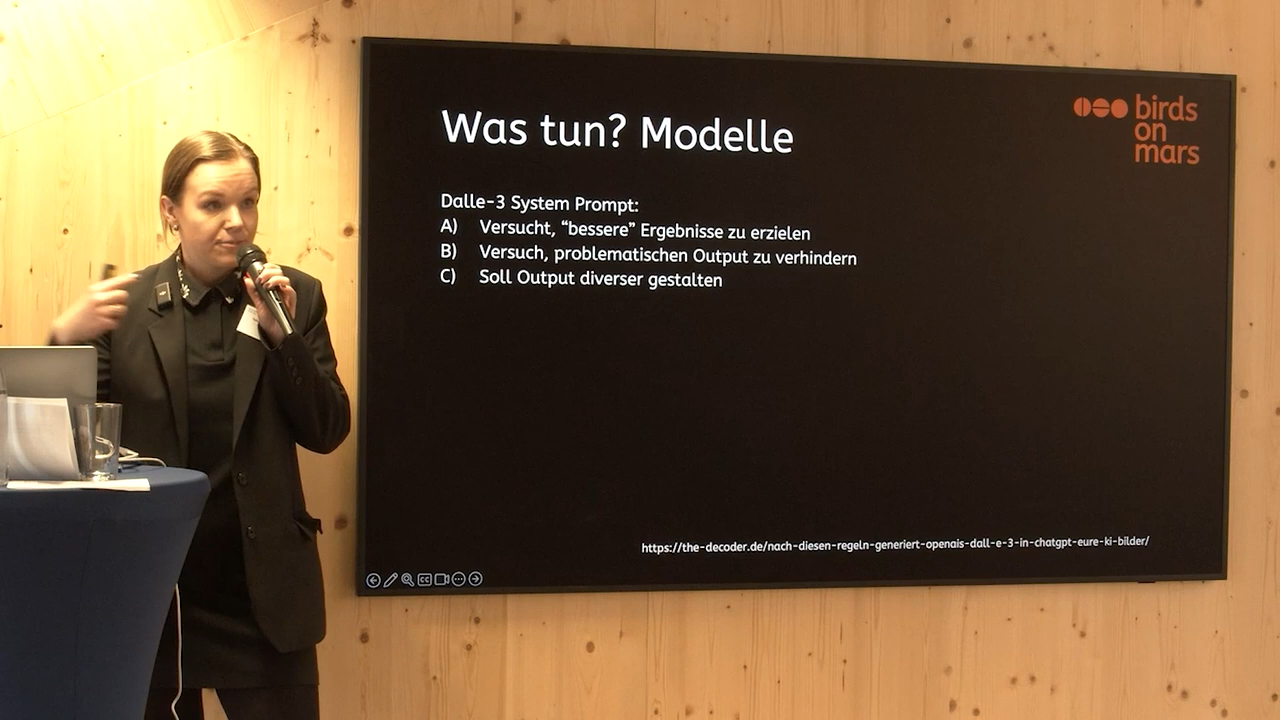 Was tun? Modelle
birds
on
mars
Dalle-3 System Prompt:
A) Versucht, “bessere” Ergebnisse zu erzielen
B) Versuch, problematischen Output zu verhindern
C) Soll Output diverser gestalten
https://the-decoder.de/nach-diesen-regeln-generiert-openais-dall-e-3-in-chatgpt-eure-ki-bilder/
CC